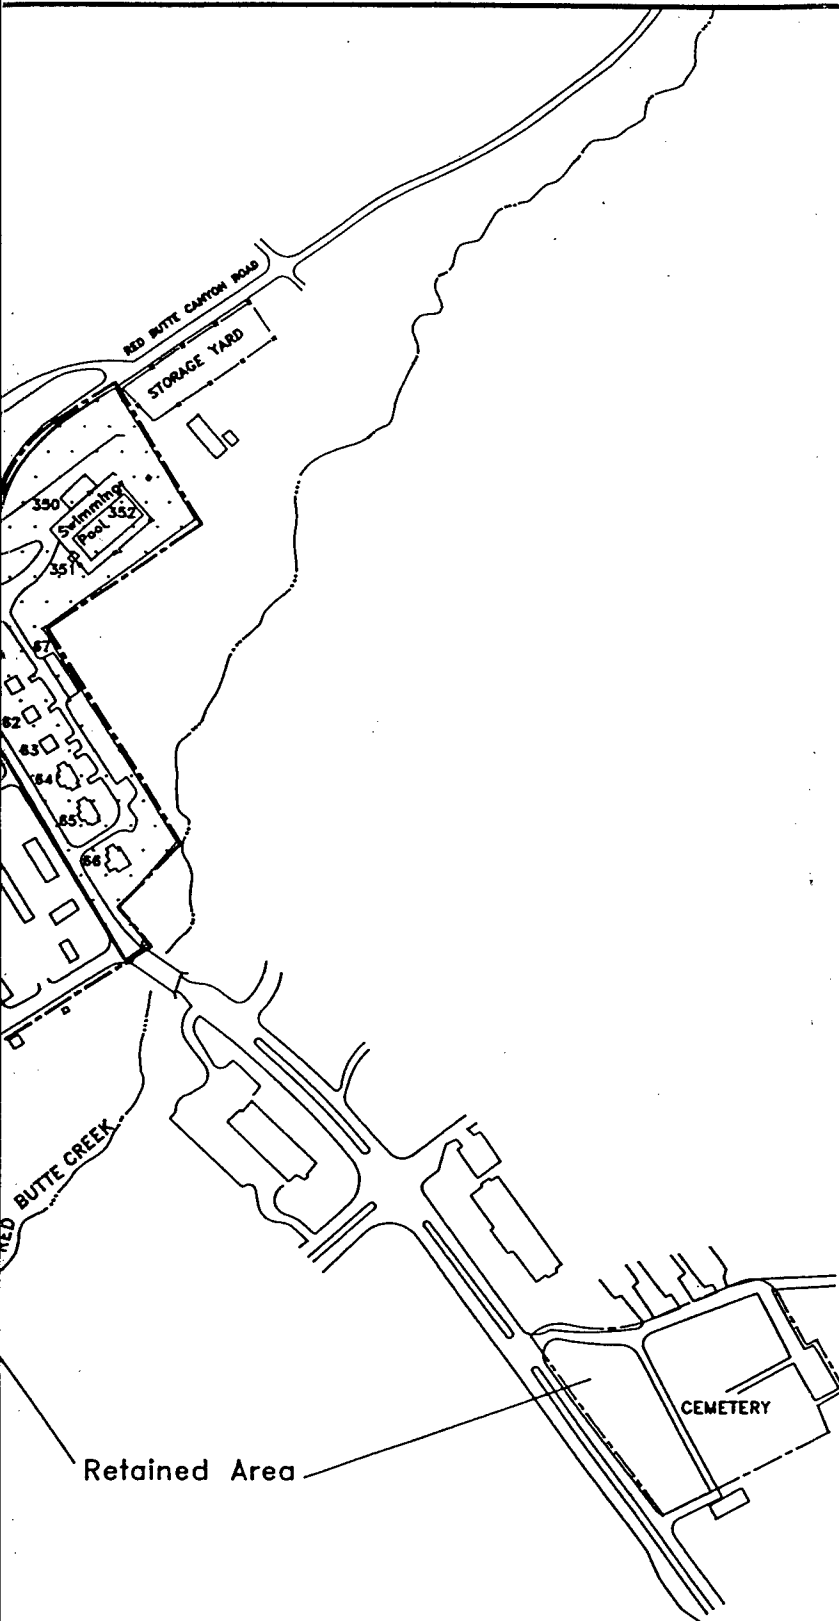 RED BUTTE CANYON ROAD
STORAGE YARD
350
Swimming
Pool
352
351
67
62
63
64
65
66
RED BUTTE CREEK
CEMETERY
Retained Area